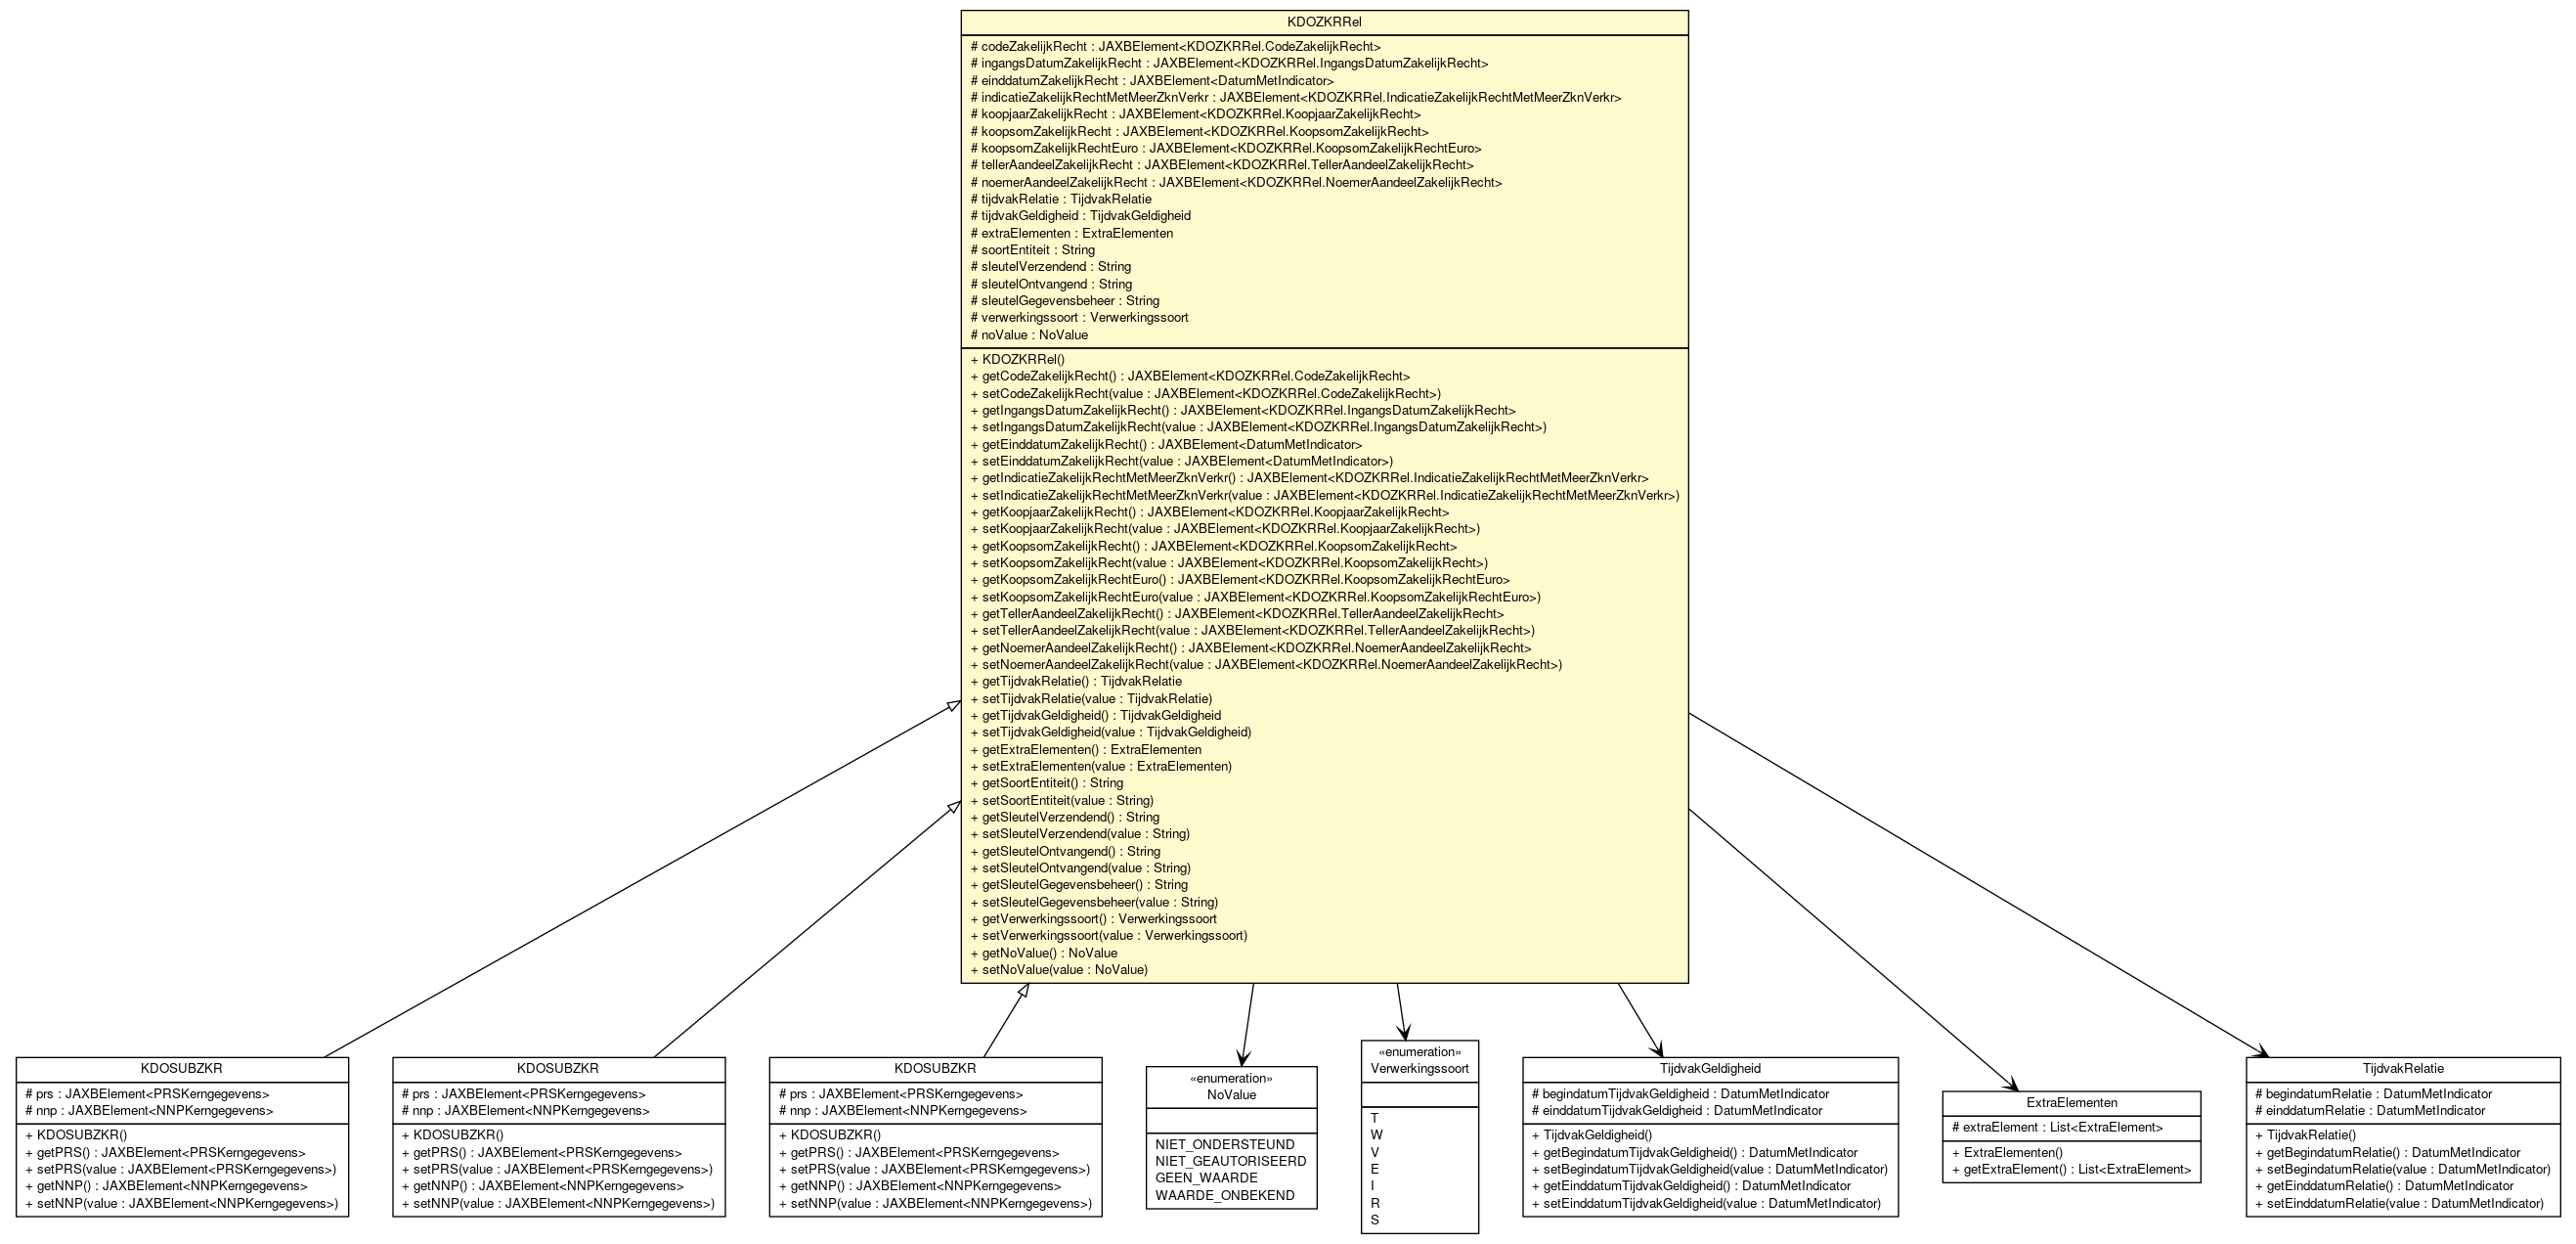 KDOZKRRel
# codeZakelijkRecht : JAXBElement<KDOZKRRel.CodeZakelijkRecht>
# ingangsDatumZakelijkRecht : JAXBElement<KDOZKRRel.IngangsDatumZakelijkRecht>
# einddatumZakelijkRecht : JAXBElement<DatumMetIndicator>
# indicatieZakelijkRechtMetMeerZknVerkr : JAXBElement<KDOZKRRel.IndicatieZakelijkRechtMetMeerZknVerkr>
# koopjaarZakelijkRecht : JAXBElement<KDOZKRRel.KoopjaarZakelijkRecht>
# koopsomZakelijkRecht : JAXBElement<KDOZKRRel.KoopsomZakelijkRecht>
# koopsomZakelijkRechtEuro : JAXBElement<KDOZKRRel.KoopsomZakelijkRechtEuro>
# tellerAandeelZakelijkRecht : JAXBElement<KDOZKRRel.TellerAandeelZakelijkRecht>
# noemerAandeelZakelijkRecht : JAXBElement<KDOZKRRel.NoemerAandeelZakelijkRecht>
# tijdvakRelatie : TijdvakRelatie
# tijdvakGeldigheid : TijdvakGeldigheid
# extraElementen : ExtraElementen
# soortEntiteit : String
# sleutelVerzendend : String
# sleutelOntvangend : String
# sleutelGegevensbeheer : String
# verwerkingssoort : Verwerkingssoort
# noValue : NoValue
+ KDOZKRRel()
+ getCodeZakelijkRecht() : JAXBElement<KDOZKRRel.CodeZakelijkRecht>
+ setCodeZakelijkRecht(value : JAXBElement<KDOZKRRel.CodeZakelijkRecht>)
+ getIngangsDatumZakelijkRecht() : JAXBElement<KDOZKRRel.IngangsDatumZakelijkRecht>
+ setIngangsDatumZakelijkRecht(value : JAXBElement<KDOZKRRel.IngangsDatumZakelijkRecht>)
+ getEinddatumZakelijkRecht() : JAXBElement<DatumMetIndicator>
+ setEinddatumZakelijkRecht(value : JAXBElement<DatumMetIndicator>)
+ getIndicatieZakelijkRechtMetMeerZknVerkr() : JAXBElement<KDOZKRRel.IndicatieZakelijkRechtMetMeerZknVerkr>
+ setIndicatieZakelijkRechtMetMeerZknVerkr(value : JAXBElement<KDOZKRRel.IndicatieZakelijkRechtMetMeerZknVerkr>)
+ getKoopjaarZakelijkRecht() : JAXBElement<KDOZKRRel.KoopjaarZakelijkRecht>
+ setKoopjaarZakelijkRecht(value : JAXBElement<KDOZKRRel.KoopjaarZakelijkRecht>)
+ getKoopsomZakelijkRecht() : JAXBElement<KDOZKRRel.KoopsomZakelijkRecht>
+ setKoopsomZakelijkRecht(value : JAXBElement<KDOZKRRel.KoopsomZakelijkRecht>)
+ getKoopsomZakelijkRechtEuro() : JAXBElement<KDOZKRRel.KoopsomZakelijkRechtEuro>
+ setKoopsomZakelijkRechtEuro(value : JAXBElement<KDOZKRRel.KoopsomZakelijkRechtEuro>)
+ getTellerAandeelZakelijkRecht() : JAXBElement<KDOZKRRel.TellerAandeelZakelijkRecht>
+ setTellerAandeelZakelijkRecht(value : JAXBElement<KDOZKRRel.TellerAandeelZakelijkRecht>)
+ getNoemerAandeelZakelijkRecht() : JAXBElement<KDOZKRRel.NoemerAandeelZakelijkRecht>
+ setNoemerAandeelZakelijkRecht(value : JAXBElement<KDOZKRRel.NoemerAandeelZakelijkRecht>)
+ getTijdvakRelatie() : TijdvakRelatie
+ setTijdvakRelatie(value : TijdvakRelatie)
+ getTijdvakGeldigheid() : TijdvakGeldigheid
+ setTijdvakGeldigheid(value : TijdvakGeldigheid)
+ getExtraElementen() : ExtraElementen
+ setExtraElementen(value : ExtraElementen)
+ getSoortEntiteit() : String
+ setSoortEntiteit(value : String)
+ getSleutelVerzendend() : String
+ setSleutelVerzendend(value : String)
+ getSleutelOntvangend() : String
+ setSleutelOntvangend(value : String)
+ getSleutelGegevensbeheer() : String
+ setSleutelGegevensbeheer(value : String)
+ getVerwerkingssoort() : Verwerkingssoort
+ setVerwerkingssoort(value : Verwerkingssoort)
+ getNoValue() : NoValue
+ setNoValue(value : NoValue)
KDOSUBZKR
# prs : JAXBElement<PRSKerngegevens>
# nnp : JAXBElement<NNPKerngegevens>
+ KDOSUBZKR()
+ getPRS() : JAXBElement<PRSKerngegevens>
+ setPRS(value : JAXBElement<PRSKerngegevens>)
+ getNNP() : JAXBElement<NNPKerngegevens>
+ setNNP(value : JAXBElement<NNPKerngegevens>)
KDOSUBZKR
# prs : JAXBElement<PRSKerngegevens>
# nnp : JAXBElement<NNPKerngegevens>
+ KDOSUBZKR()
+ getPRS() : JAXBElement<PRSKerngegevens>
+ setPRS(value : JAXBElement<PRSKerngegevens>)
+ getNNP() : JAXBElement<NNPKerngegevens>
+ setNNP(value : JAXBElement<NNPKerngegevens>)
KDOSUBZKR
# prs : JAXBElement<PRSKerngegevens>
# nnp : JAXBElement<NNPKerngegevens>
+ KDOSUBZKR()
+ getPRS() : JAXBElement<PRSKerngegevens>
+ setPRS(value : JAXBElement<PRSKerngegevens>)
+ getNNP() : JAXBElement<NNPKerngegevens>
+ setNNP(value : JAXBElement<NNPKerngegevens>)
«enumeration»
NoValue
NIET_ONDERSTEUND
NIET_GEAUTORISEERD
GEEN_WAARDE
WAARDE_ONBEKEND
«enumeration»
Verwerkingssoort
T
W
V
E
I
R
S
TijdvakGeldigheid
# begindatumTijdvakGeldigheid : DatumMetIndicator
# einddatumTijdvakGeldigheid : DatumMetIndicator
+ TijdvakGeldigheid()
+ getBegindatumTijdvakGeldigheid() : DatumMetIndicator
+ setBegindatumTijdvakGeldigheid(value : DatumMetIndicator)
+ getEinddatumTijdvakGeldigheid() : DatumMetIndicator
+ setEinddatumTijdvakGeldigheid(value : DatumMetIndicator)
ExtraElementen
# extraElement : List<ExtraElement>
+ ExtraElementen()
+ getExtraElement() : List<ExtraElement>
TijdvakRelatie
# begindatumRelatie : DatumMetIndicator
# einddatumRelatie : DatumMetIndicator
+ TijdvakRelatie()
+ getBegindatumRelatie() : DatumMetIndicator
+ setBegindatumRelatie(value : DatumMetIndicator)
+ getEinddatumRelatie() : DatumMetIndicator
+ setEinddatumRelatie(value : DatumMetIndicator)